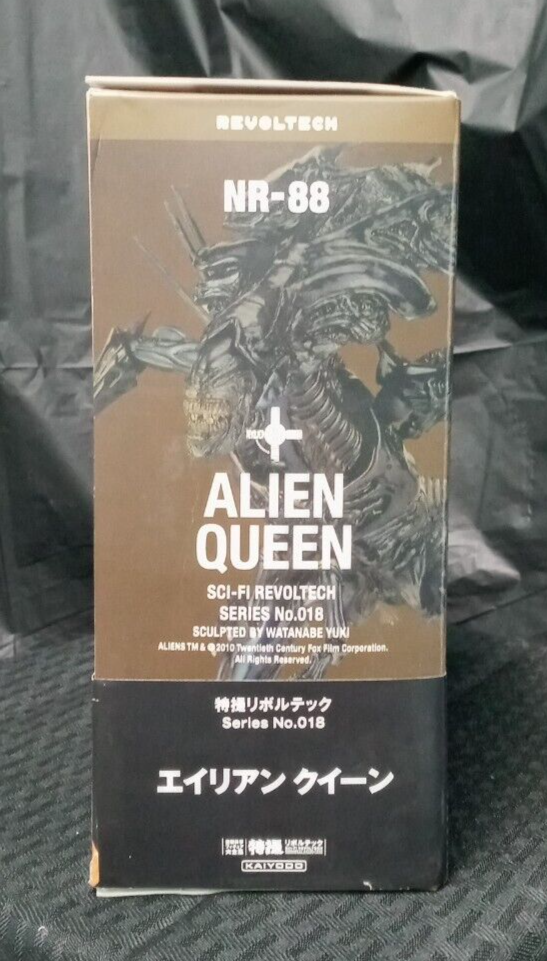 REVOLTECH
NR-88
ALIEN
QUEEN
SCI-FI REVOLTECH
SERIES No.018
SCULPTED BY WATANABE YUKI
ALIENS TM & © 2010 Twentieth Century Fox Film Corporation.
All Rights Reserved.
特撮リボルテック
Series No.018
エイリアン クイーン
特撮 リボルテック
KAIYODO